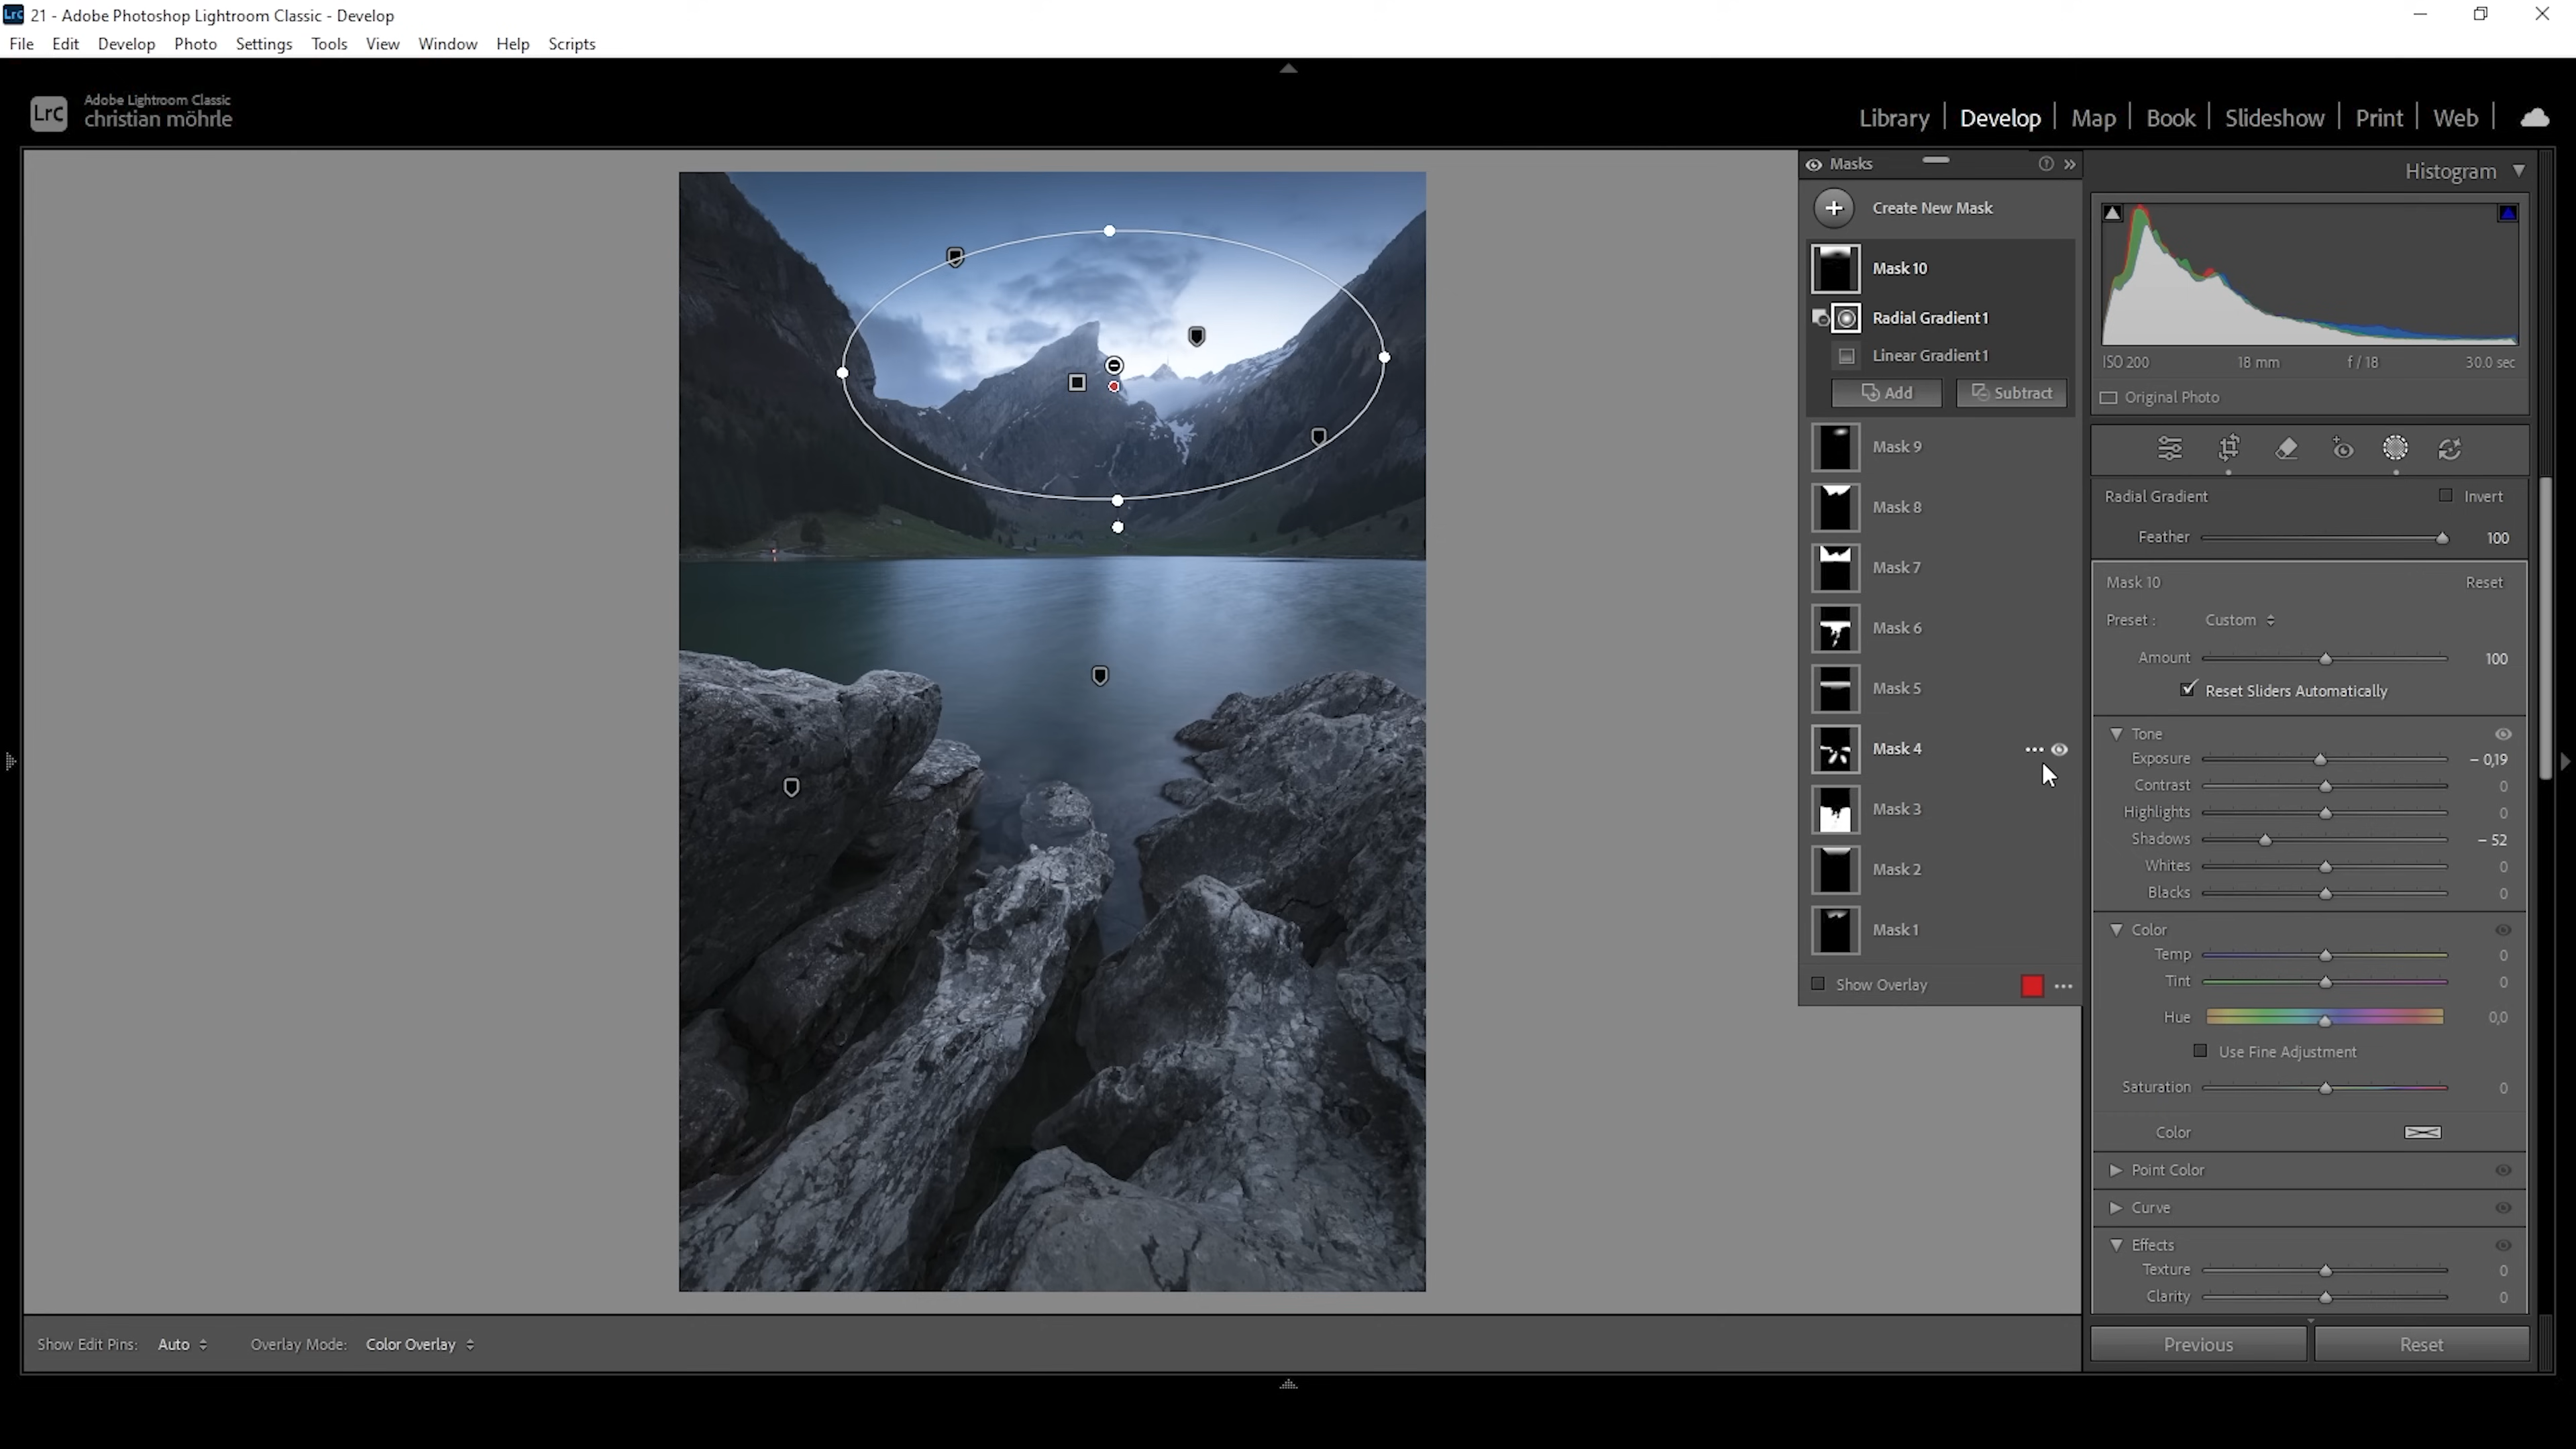 Lrc 21 - Adobe Photoshop Lightroom Classic - Develop
File Edit Develop Photo Settings Tools View Window Help Scripts
Lrc Adobe Lightroom Classic
christian möhrle
Library | Develop | Map | Book | Slideshow | Print | Web |
Masks
Create New Mask
Mask 10
Radial Gradient 1
Linear Gradient 1
Add Subtract
Mask 9
Mask 8
Mask 7
Mask 6
Mask 5
Mask 4
Mask 3
Mask 2
Mask 1
Show Overlay
Histogram
ISO 200 18 mm f / 18 30.0 sec
Original Photo
Radial Gradient Invert
Feather 100
Mask 10 Reset
Preset : Custom
Amount 100
Reset Sliders Automatically
Tone
Exposure – 0,19
Contrast 0
Highlights 0
Shadows – 52
Whites 0
Blacks 0
Color
Temp 0
Tint 0
Hue 0,0
Use Fine Adjustment
Saturation 0
Color
Point Color
Curve
Effects
Texture 0
Clarity 0
Show Edit Pins: Auto Overlay Mode: Color Overlay
Previous Reset